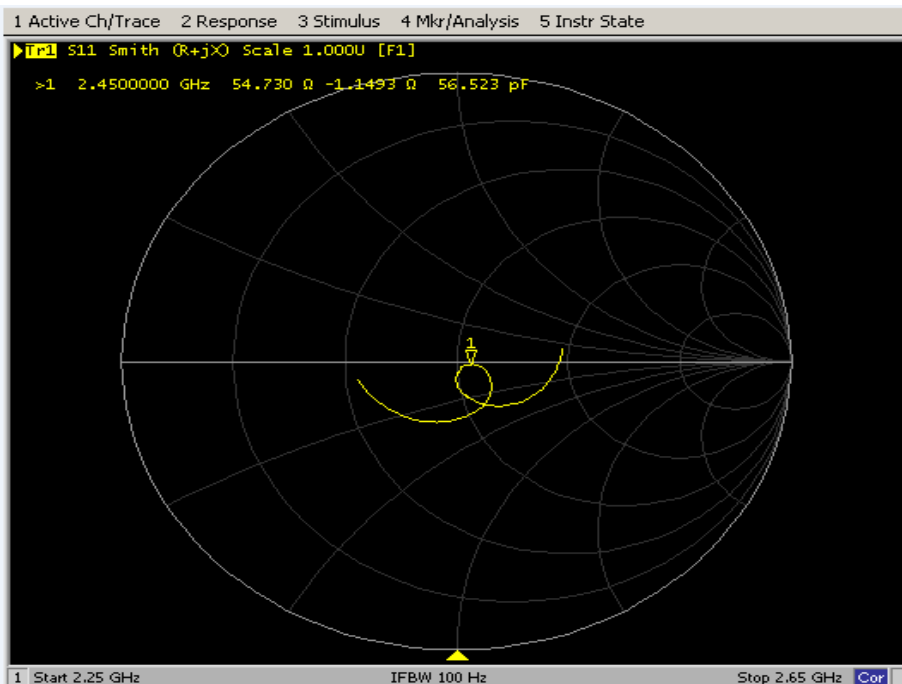 1 Active Ch/Trace 2 Response 3 Stimulus 4 Mkr/Analysis 5 Instr State
Tr1 S11 Smith (R+jX) Scale 1.000U [F1]
>1 2.4500000 GHz 54.730 Ω -1.1493 Ω 56.523 pF
1
1 Start 2.25 GHz IFBW 100 Hz Stop 2.65 GHz Cor